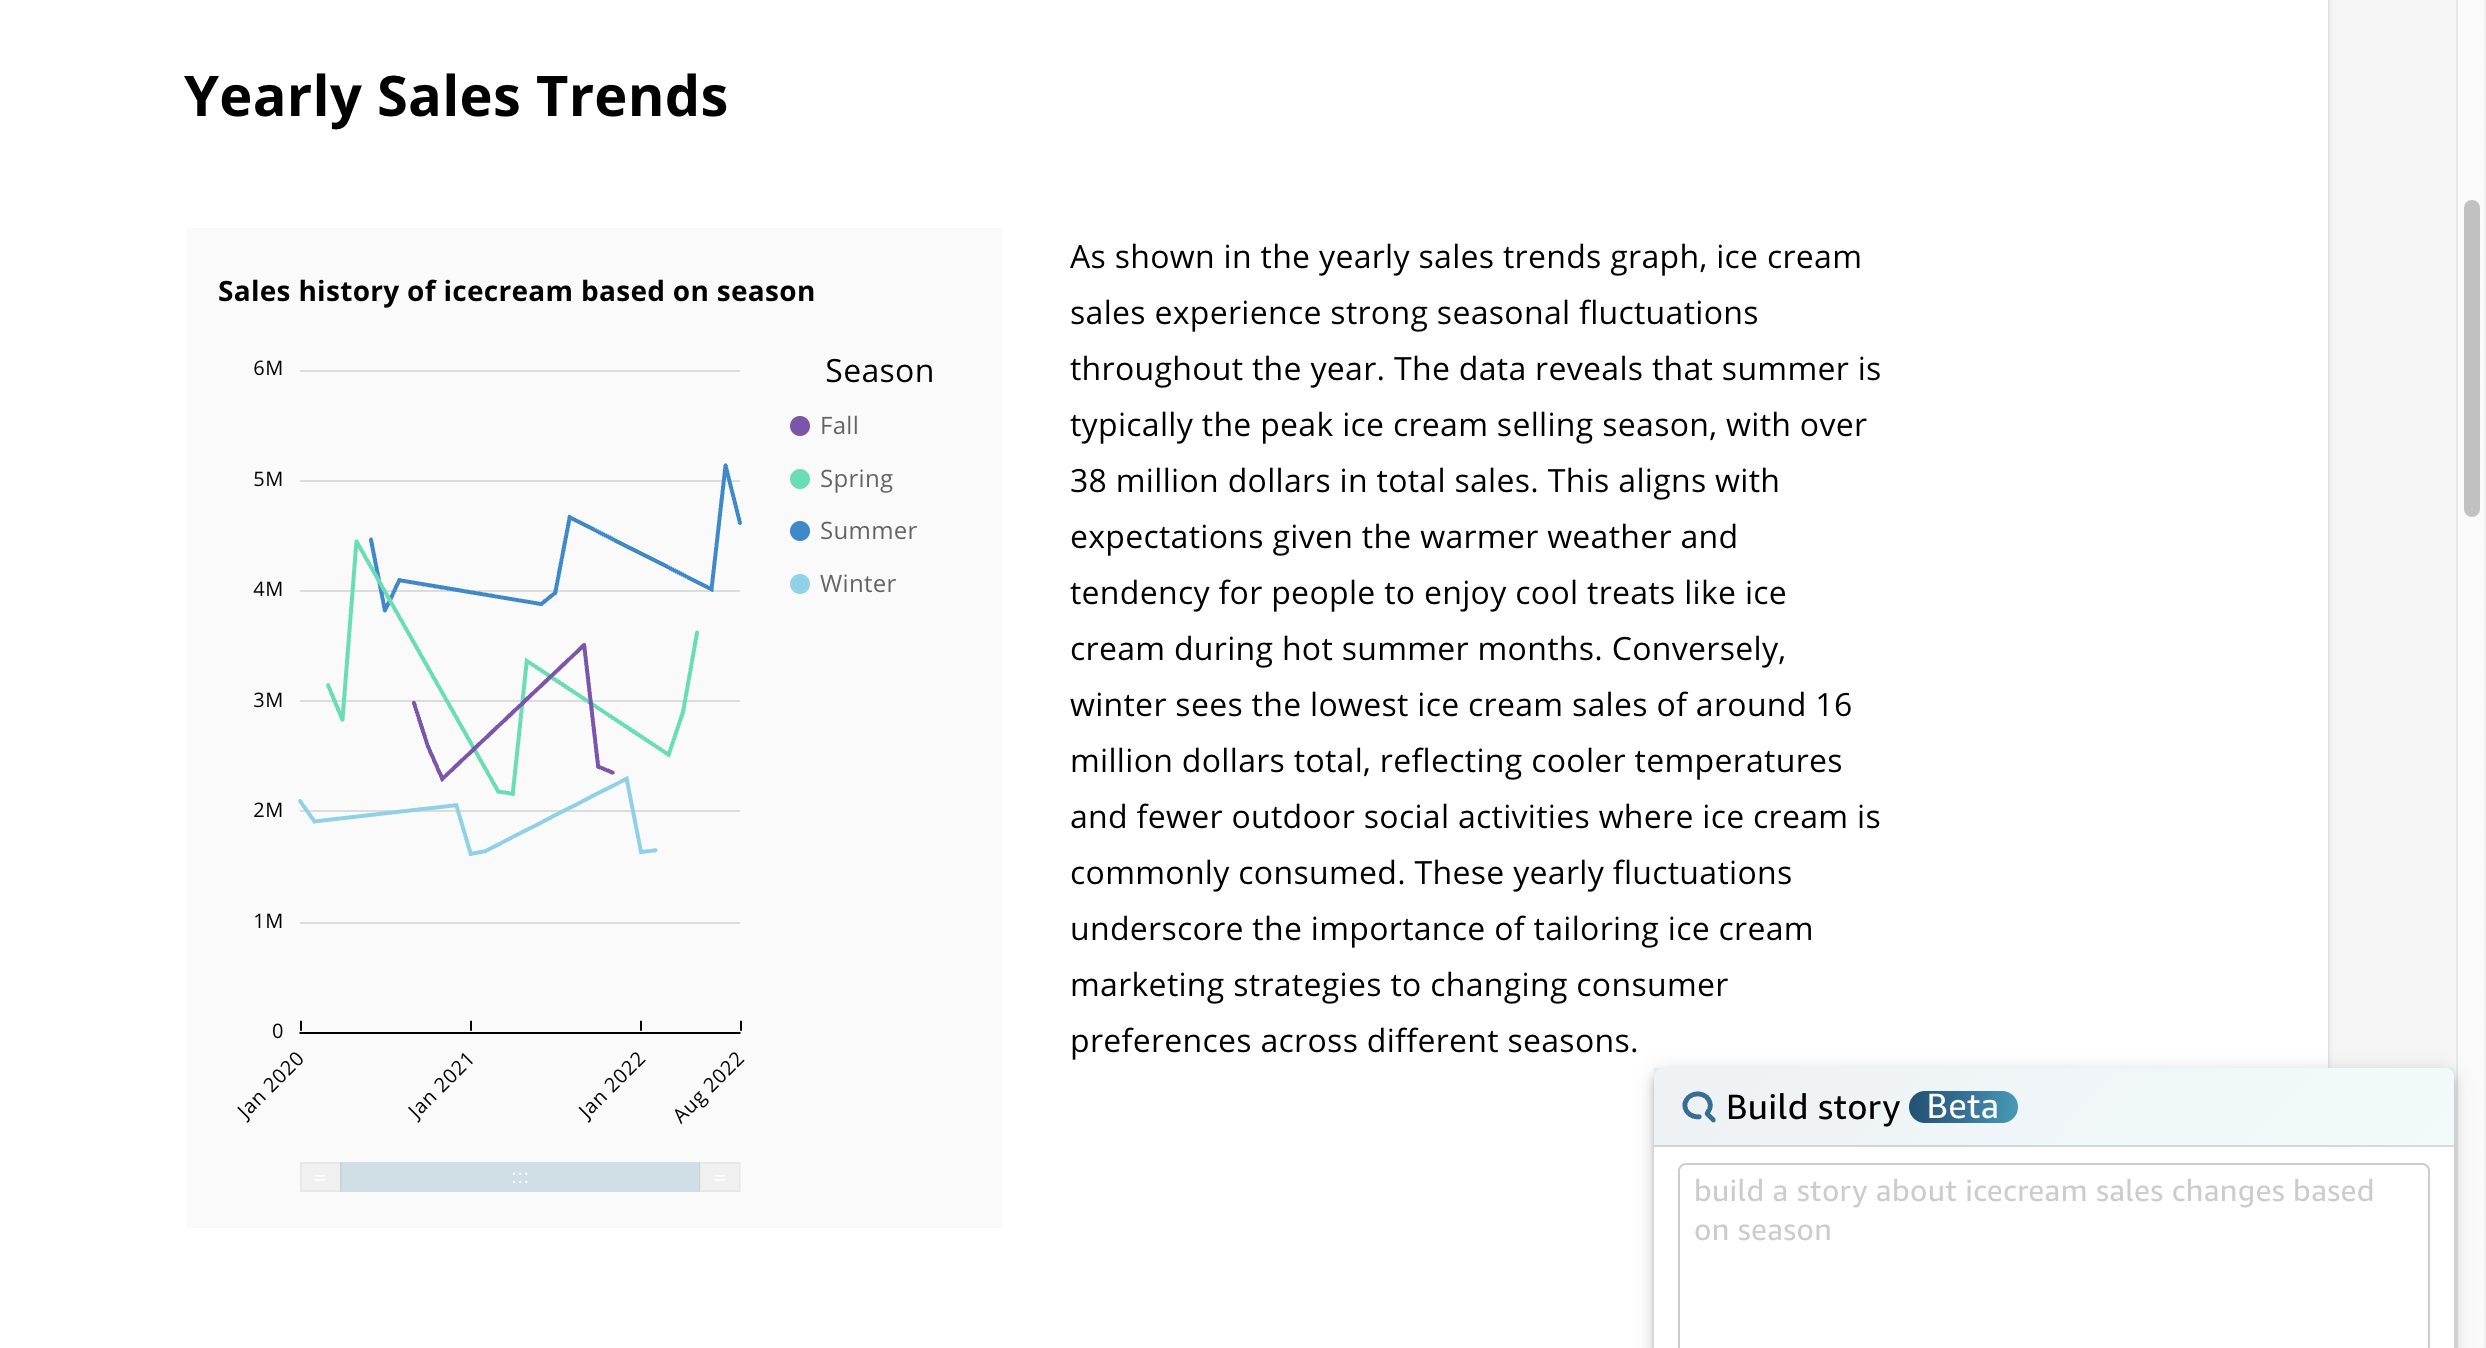 Yearly Sales Trends
Sales history of icecream based on season
6M
5M
4M
3M
2M
1M
0
Jan 2020
Jan 2021
Jan 2022
Aug 2022
Season
Fall
Spring
Summer
Winter
As shown in the yearly sales trends graph, ice cream
sales experience strong seasonal fluctuations
throughout the year. The data reveals that summer is
typically the peak ice cream selling season, with over
38 million dollars in total sales. This aligns with
expectations given the warmer weather and
tendency for people to enjoy cool treats like ice
cream during hot summer months. Conversely,
winter sees the lowest ice cream sales of around 16
million dollars total, reflecting cooler temperatures
and fewer outdoor social activities where ice cream is
commonly consumed. These yearly fluctuations
underscore the importance of tailoring ice cream
marketing strategies to changing consumer
preferences across different seasons.
Build story Beta
build a story about icecream sales changes based
on season